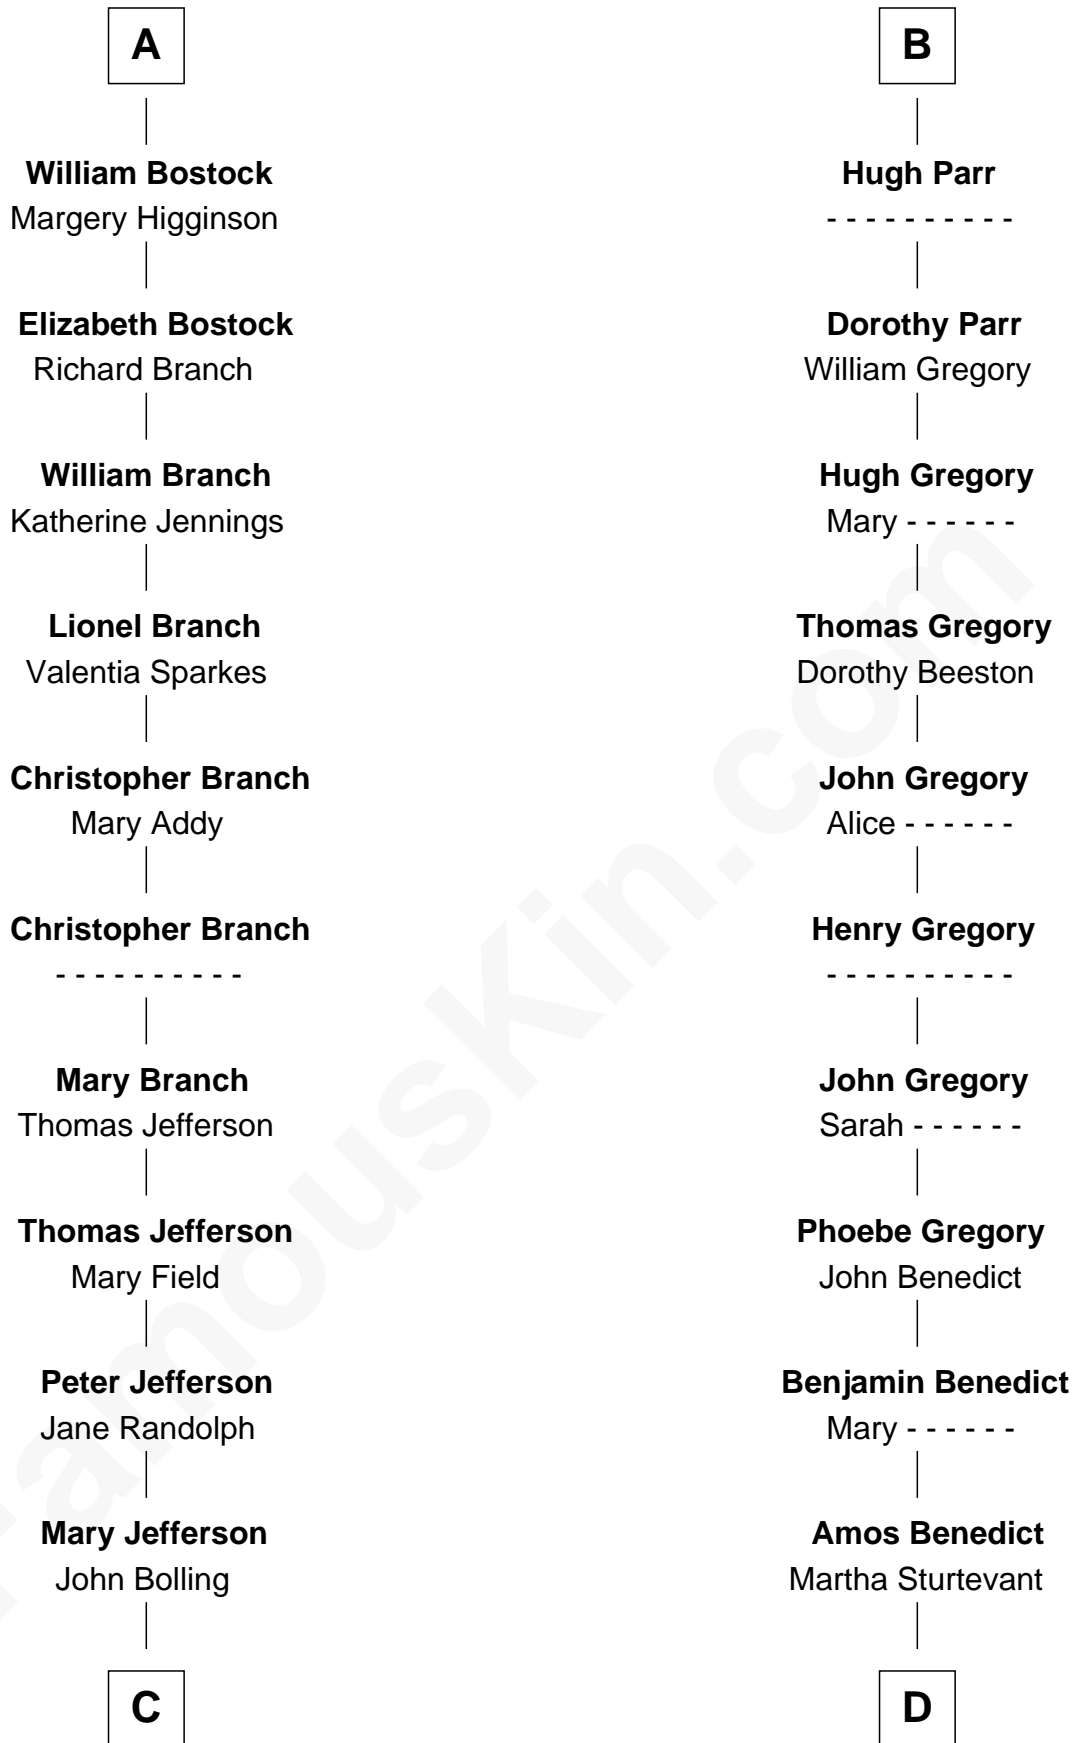 A
William Bostock
Margery Higginson
Elizabeth Bostock
Richard Branch
William Branch
Katherine Jennings
Lionel Branch
Valentia Sparkes
Christopher Branch
Mary Addy
Christopher Branch
- - - - - - - - - -
Mary Branch
Thomas Jefferson
Thomas Jefferson
Mary Field
Peter Jefferson
Jane Randolph
Mary Jefferson
John Bolling
C
B
Hugh Parr
- - - - - - - - - -
Dorothy Parr
William Gregory
Hugh Gregory
Mary - - - - - -
Thomas Gregory
Dorothy Beeston
John Gregory
Alice - - - - - -
Henry Gregory
- - - - - - - - - -
John Gregory
Sarah - - - - - -
Phoebe Gregory
John Benedict
Benjamin Benedict
Mary - - - - - -
Amos Benedict
Martha Sturtevant
D
FamousKin.com